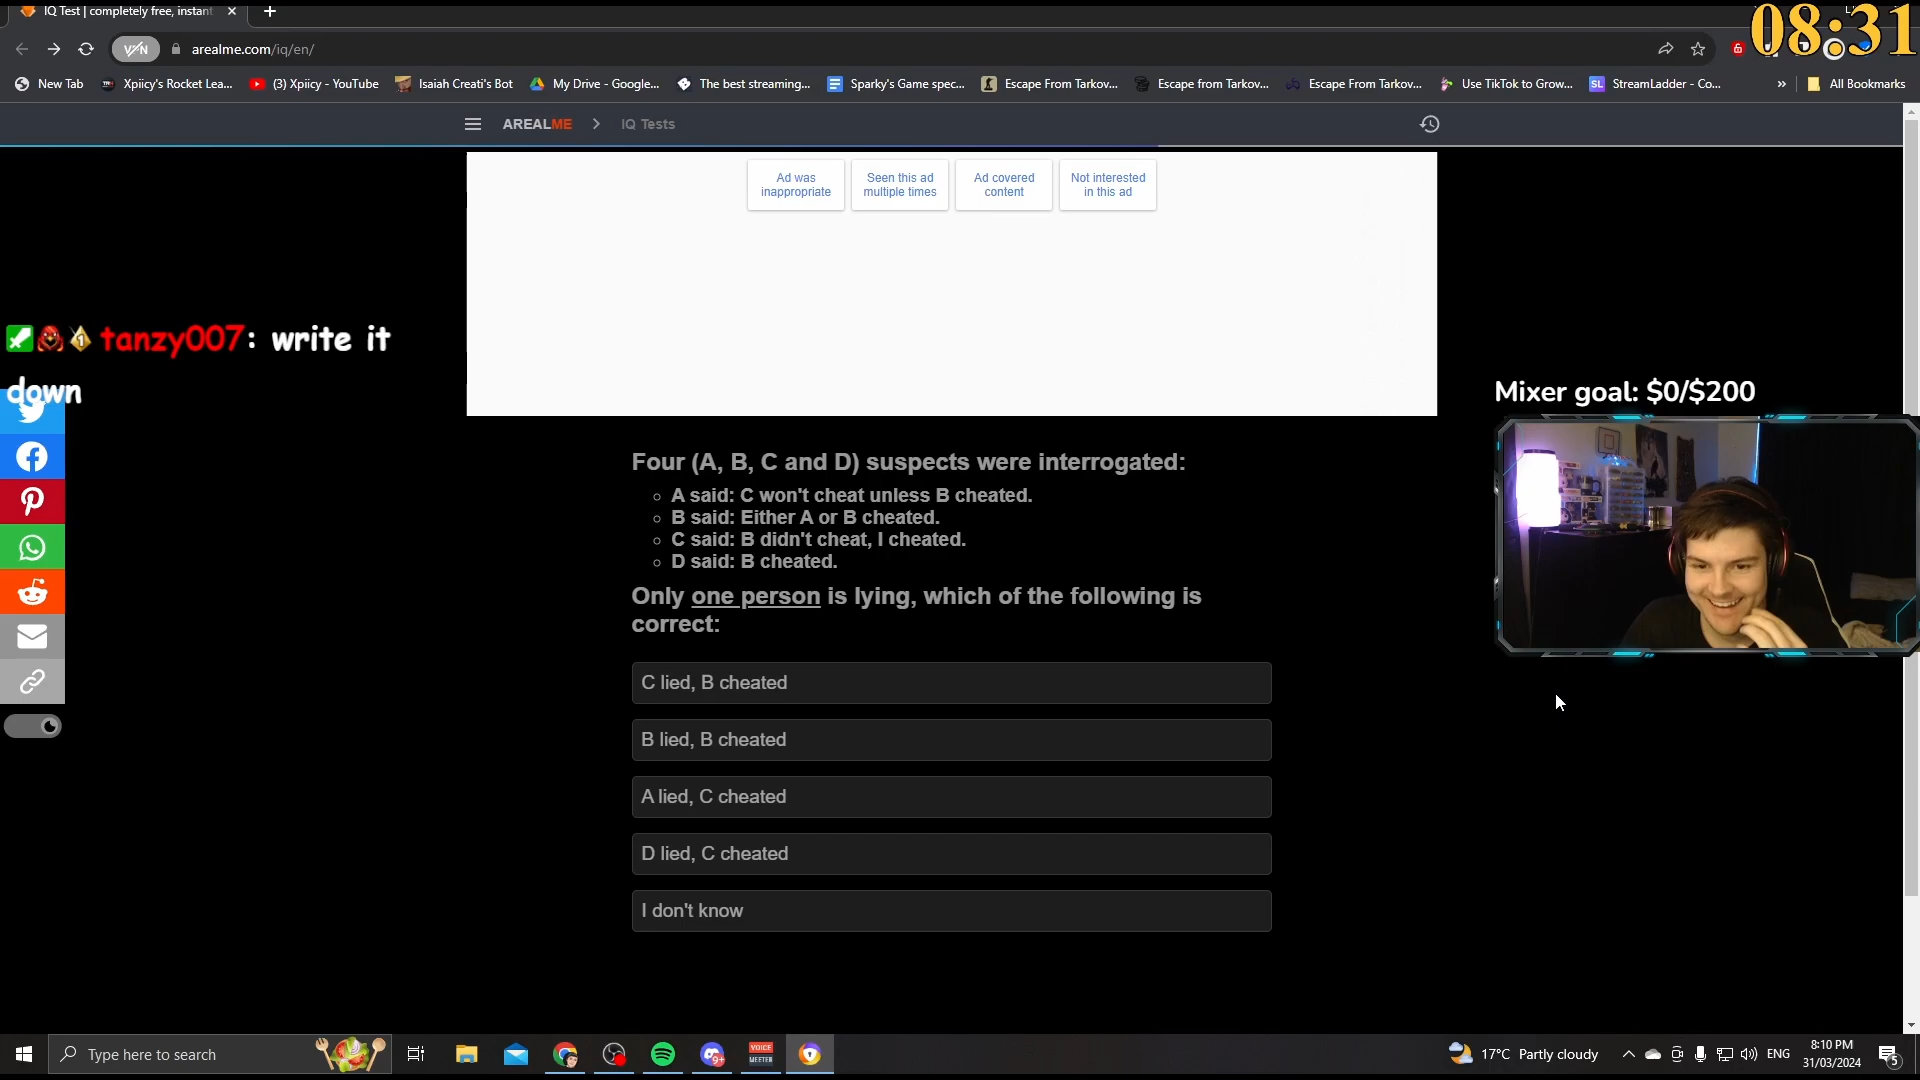 IQ Test | completely free, instant
08:31
VPN
arealme.com/iq/en/
New Tab
Xpiicy's Rocket Lea...
(3) Xpiicy - YouTube
Isaiah Creati's Bot
My Drive - Google...
The best streaming...
Sparky's Game spec...
Escape From Tarkov...
Escape from Tarkov...
Escape From Tarkov...
Use TikTok to Grow...
SL
StreamLadder - Co...
»
All Bookmarks
AREALME
IQ Tests
Ad was
inappropriate
Seen this ad
multiple times
Ad covered
content
Not interested
in this ad
tanzy007: write it
down
Mixer goal: $0/$200
Four (A, B, C and D) suspects were interrogated:
A said: C won't cheat unless B cheated.
B said: Either A or B cheated.
C said: B didn't cheat, I cheated.
D said: B cheated.
Only one person is lying, which of the following is
correct:
C lied, B cheated
B lied, B cheated
A lied, C cheated
D lied, C cheated
I don't know
Type here to search
9+
VOICE
MEETER
17°C Partly cloudy
ENG
8:10 PM
31/03/2024
5